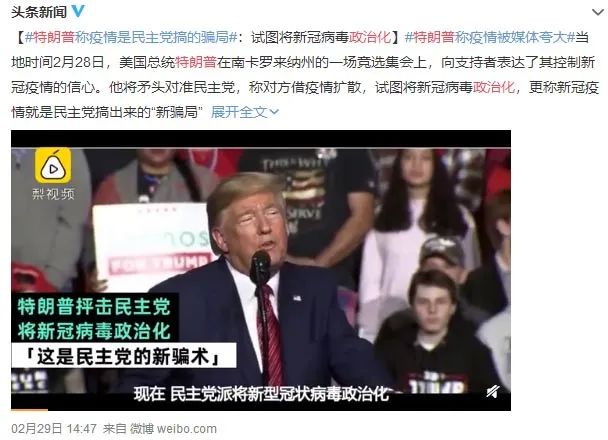 头条新闻
【#特朗普称疫情是民主党搞的骗局#：试图将新冠病毒政治化】#特朗普称疫情被媒体夸大#当
地时间2月28日，美国总统特朗普在南卡罗来纳州的一场竞选集会上，向支持者表达了其控制新
冠疫情的信心。他将矛头对准民主党，称对方借疫情扩散，试图将新冠病毒政治化，更称新冠疫
情就是民主党搞出来的“新骗局” 展开全文
梨视频
FOR TRUMP
特朗普抨击民主党
将新冠病毒政治化
「这是民主党的新骗术」
现在 民主党派将新型冠状病毒政治化
02月29日 14:47 来自 微博 weibo.com